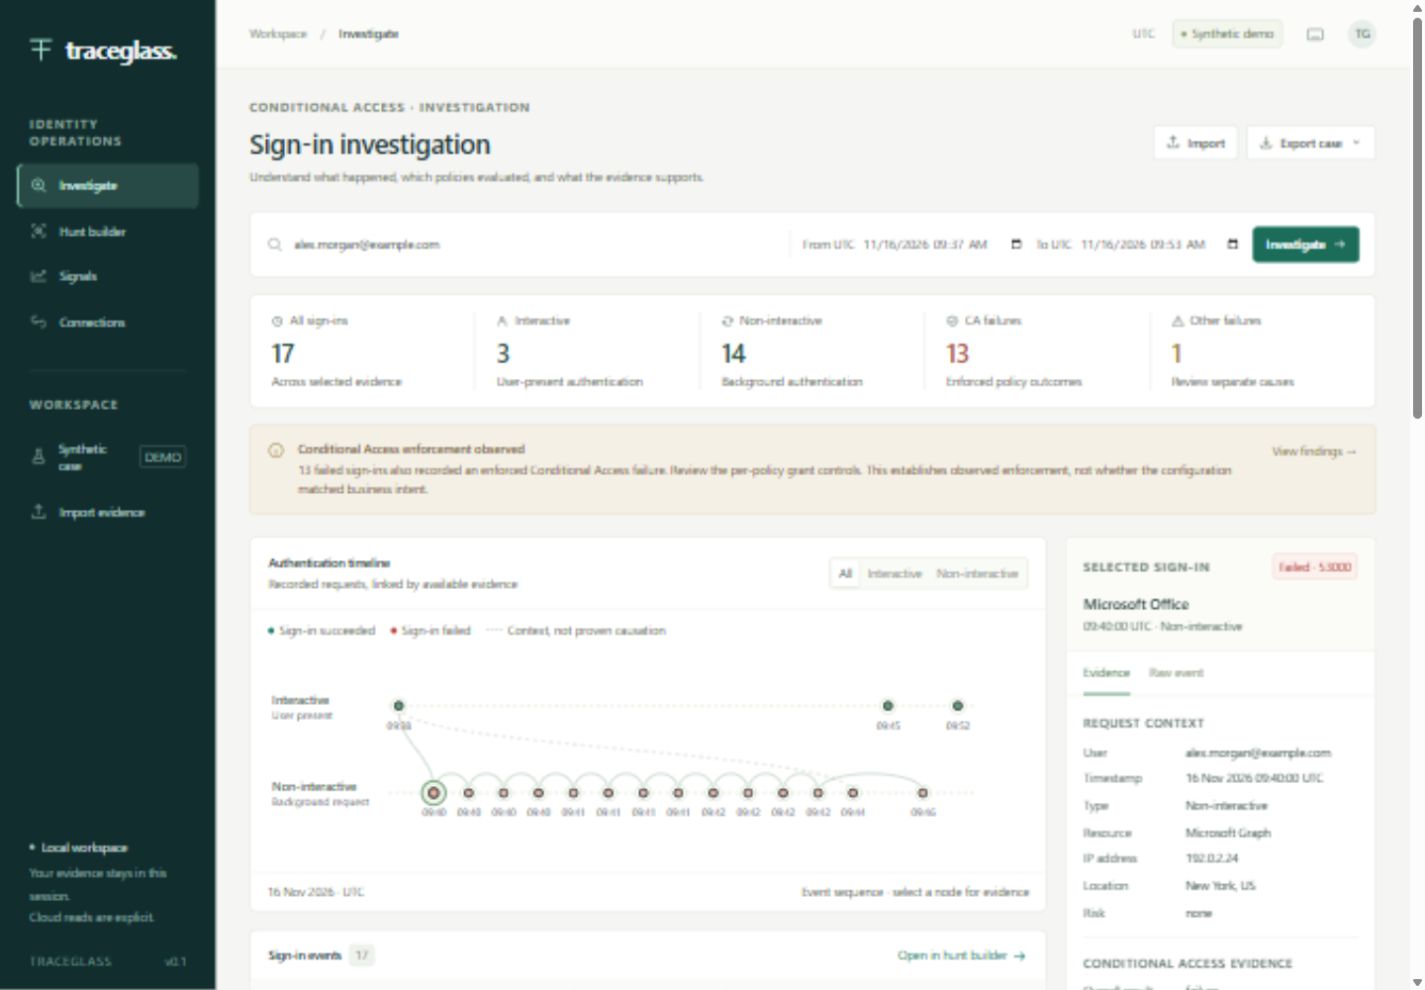 traceglass.
IDENTITY
OPERATIONS
Investigate
Hunt builder
Signals
Connections
WORKSPACE
Synthetic
case
DEMO
Import evidence
Local workspace
Your evidence stays in this
session.
Cloud reads are explicit.
TRACEGLASS v0.1
Workspace / Investigate
UTC
Synthetic demo
TG
CONDITIONAL ACCESS · INVESTIGATION
Sign-in investigation
Understand what happened, which policies evaluated, and what the evidence supports.
Import
Export case
alex.morgan@example.com
From UTC 11/16/2026 09:37 AM
To UTC 11/16/2026 09:53 AM
Investigate →
All sign-ins
17
Across selected evidence
Interactive
3
User-present authentication
Non-interactive
14
Background authentication
CA failures
13
Enforced policy outcomes
Other failures
1
Review separate causes
Conditional Access enforcement observed
13 failed sign-ins also recorded an enforced Conditional Access failure. Review the per-policy grant controls. This establishes observed enforcement, not whether the configuration
matched business intent.
View findings →
Authentication timeline
Recorded requests, linked by available evidence
All Interactive Non-interactive
Sign-in succeeded Sign-in failed Context, not proven causation
Interactive
User present
09:38 09:45 09:52
Non-interactive
Background request
09:40 09:40 09:40 09:40 09:41 09:41 09:41 09:41 09:42 09:42 09:42 09:42 09:44 09:46
16 Nov 2026 · UTC
Event sequence · select a node for evidence
Sign-in events 17
Open in hunt builder →
SELECTED SIGN-IN
Failed · 53000
Microsoft Office
09:40:00 UTC · Non-interactive
Evidence Raw event
REQUEST CONTEXT
User alex.morgan@example.com
Timestamp 16 Nov 2026 09:40:00 UTC
Type Non-interactive
Resource Microsoft Graph
IP address 192.0.2.24
Location New York, US
Risk none
CONDITIONAL ACCESS EVIDENCE